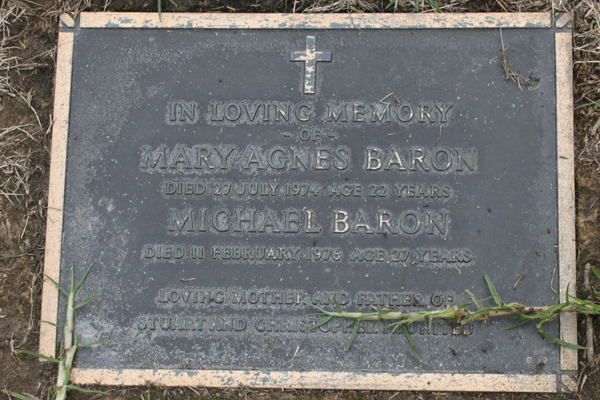 IN LOVING MEMORY
- OF -
MARY AGNES BARON
DIED 27 JULY 1974 AGE 22 YEARS
MICHAEL BARON
DIED 11 FEBRUARY 1976 AGE 27 YEARS
LOVING MOTHER AND FATHER OF
STUART AND CHRISTOPHER REUNITED